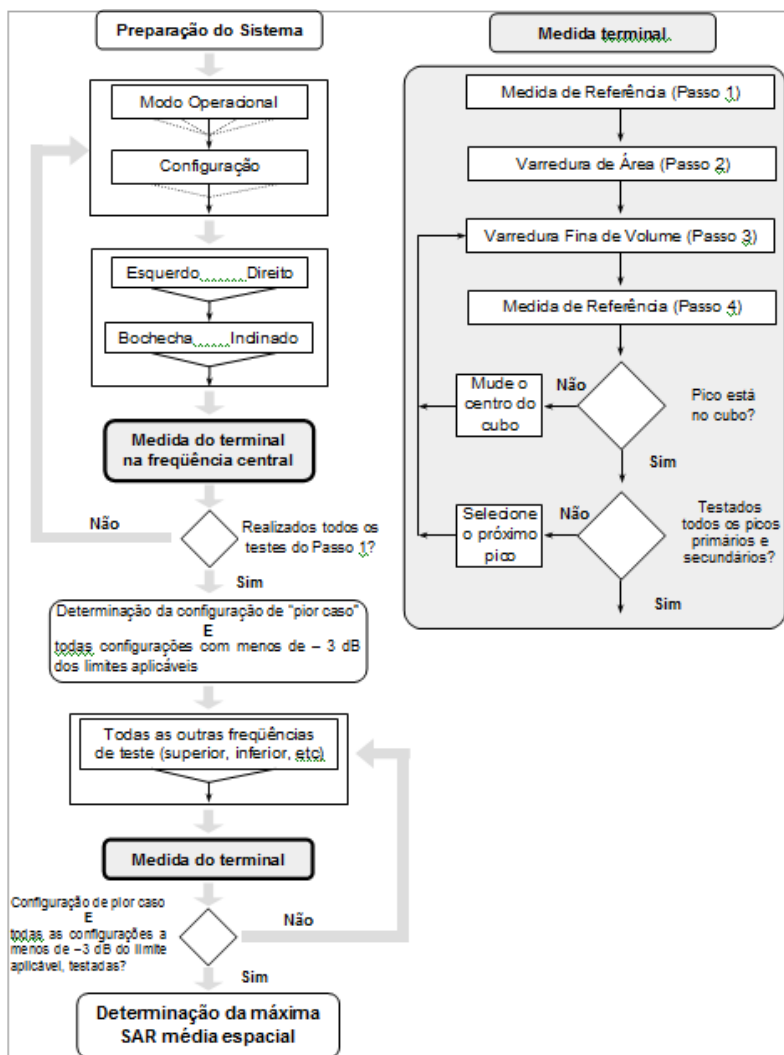 Preparação do Sistema
Modo Operacional
Configuração
Esquerdo........Direito
Bochecha......Inclinado
Medida do terminal
na freqüência central
Não
Realizados todos os
testes do Passo 1?
Sim
Determinação da configuração de "pior caso"
E
todas configurações com menos de – 3 dB
dos limites aplicáveis
Todas as outras freqüências
de teste (superior, inferior, etc)
Medida do terminal
Configuração de pior caso
E
todas as configurações a
menos de –3 dB do limite
aplicável, testadas?
Não
Sim
Determinação da máxima
SAR média espacial
Medida terminal
Medida de Referência (Passo 1)
Varredura de Área (Passo 2)
Varredura Fina de Volume (Passo 3)
Medida de Referência (Passo 4)
Mude o
centro do
cubo
Não
Pico está
no cubo?
Sim
Selecione
o próximo
pico
Não
Testados
todos os picos
primários e
secundários?
Sim